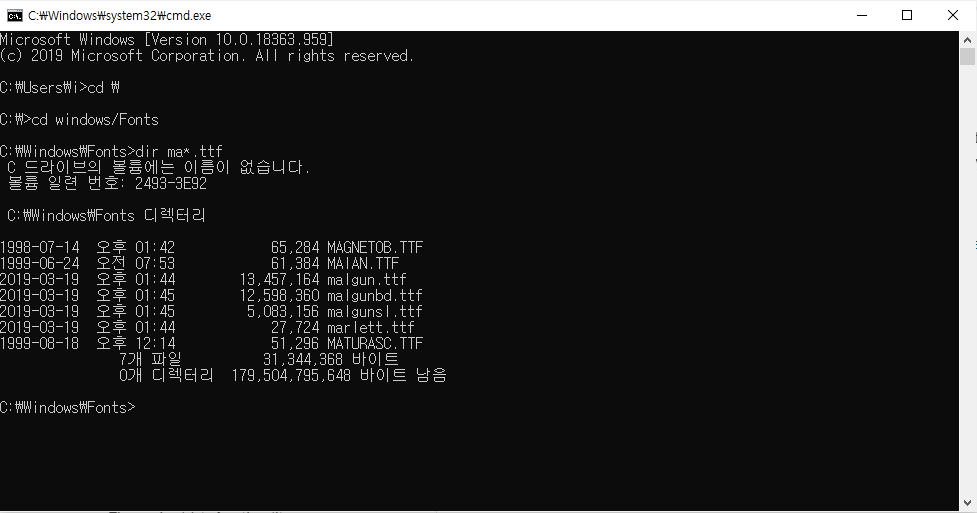 C:₩Windows₩system32₩cmd.exe
Microsoft Windows [Version 10.0.18363.959]
(c) 2019 Microsoft Corporation. All rights reserved.
C:₩Users₩i>cd ₩
C:₩>cd windows/Fonts
C:₩Windows₩Fonts>dir ma*.ttf
C 드라이브의 볼륨에는 이름이 없습니다.
볼륨 일련 번호: 2493-3E92
C:₩Windows₩Fonts 디렉터리
1998-07-14  오후 01:42            65,284 MAGNETOB.TTF
1999-06-24  오전 07:53            61,384 MAIAN.TTF
2019-03-19  오후 01:44        13,457,164 malgun.ttf
2019-03-19  오후 01:45        12,598,360 malgunbd.ttf
2019-03-19  오후 01:45         5,083,156 malgunsl.ttf
2019-03-19  오후 01:44            27,724 marlett.ttf
1999-08-18  오후 12:14            51,296 MATURASC.TTF
7개 파일          31,344,368 바이트
0개 디렉터리  179,504,795,648 바이트 남음
C:₩Windows₩Fonts>